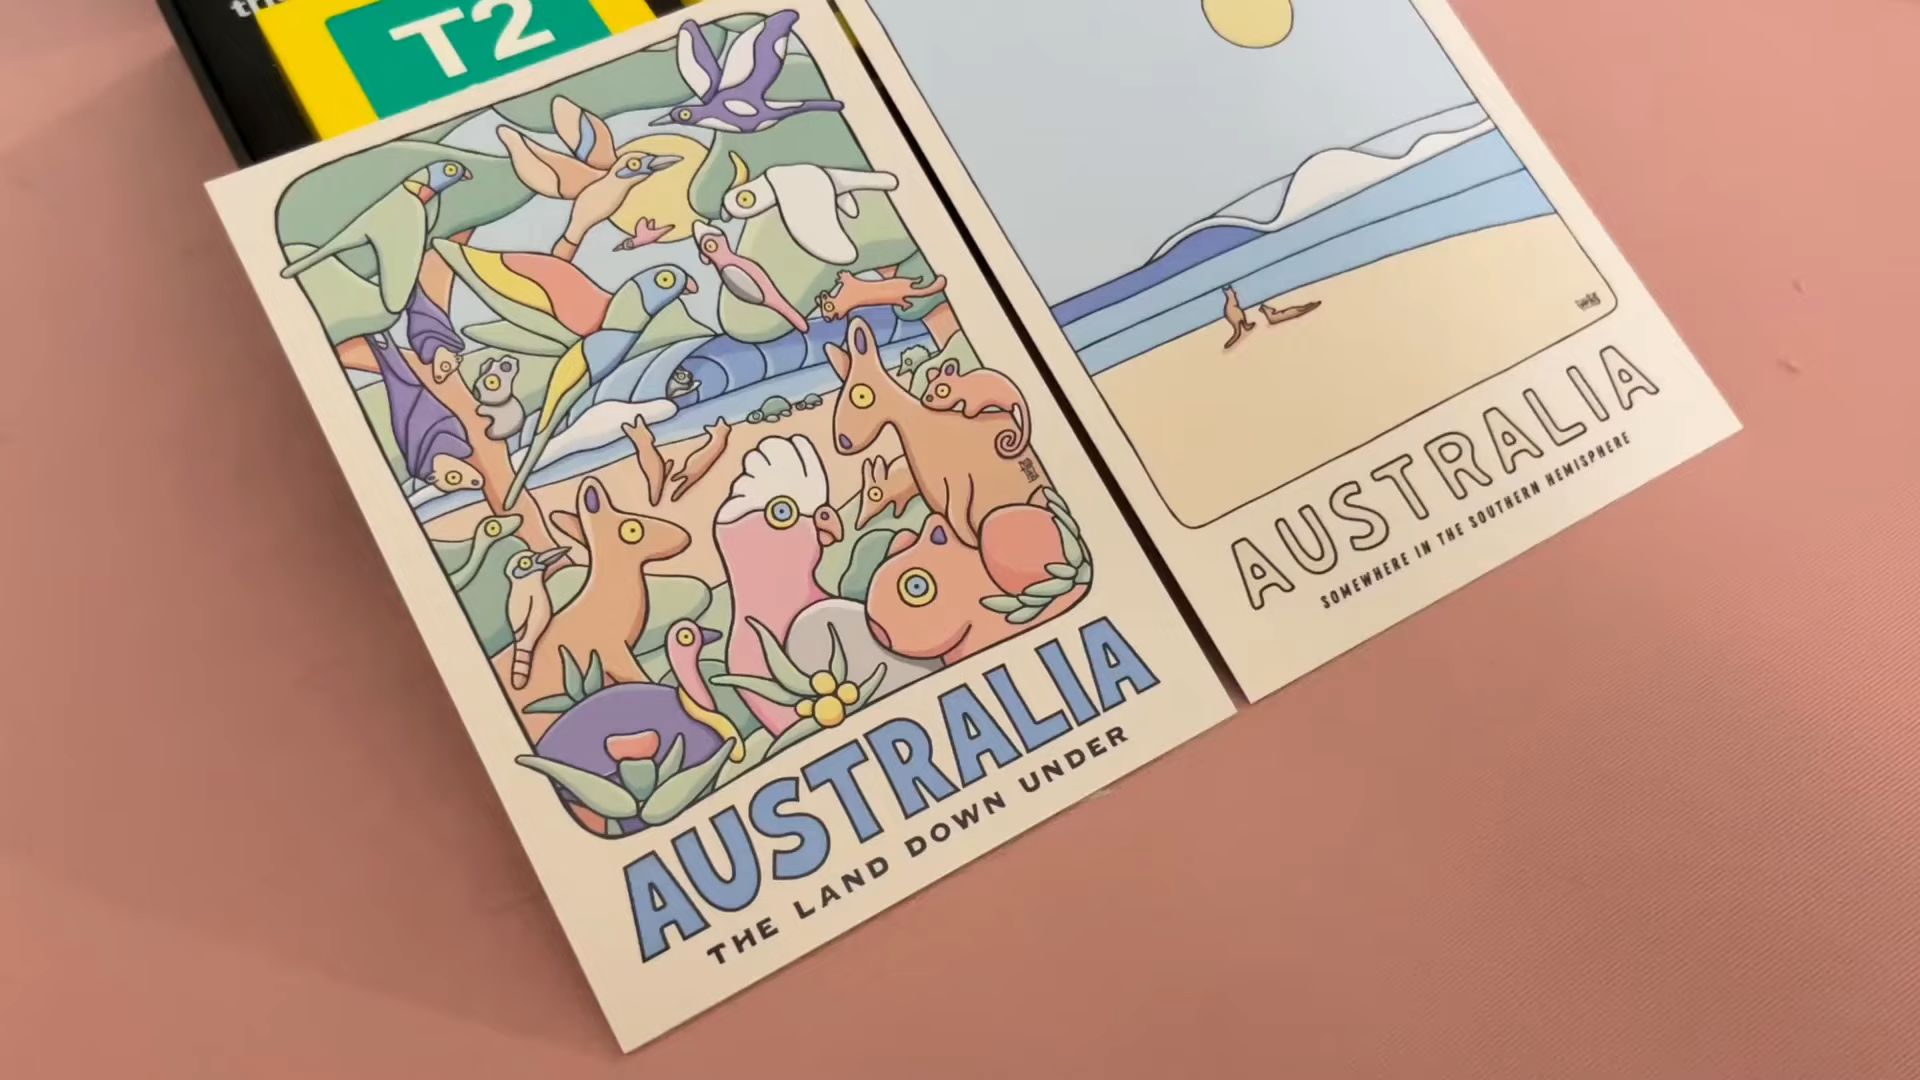 T2
AUSTRALIA
THE LAND DOWN UNDER
AUSTRALIA
SOMEWHERE IN THE SOUTHERN HEMISPHERE